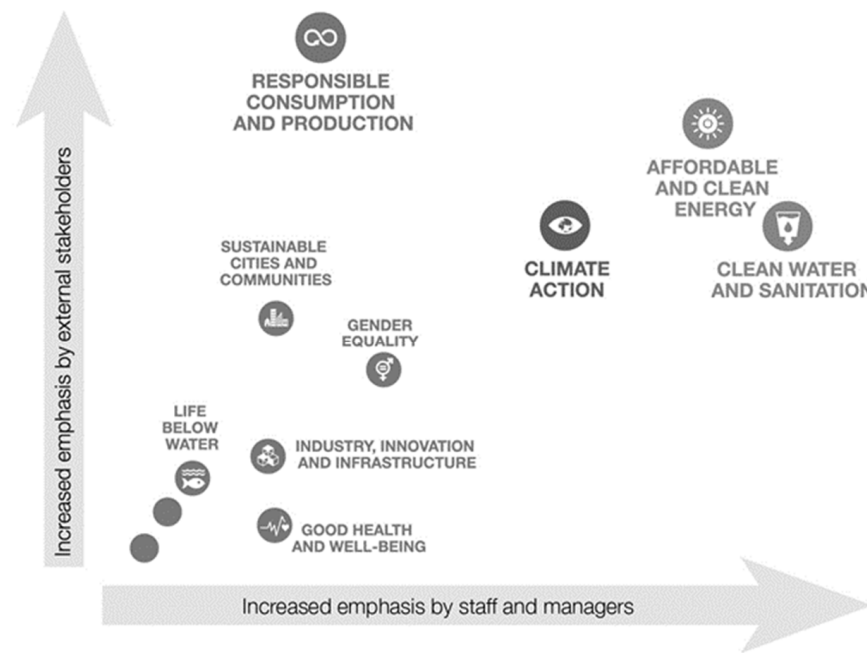 RESPONSIBLE
CONSUMPTION
AND PRODUCTION
AFFORDABLE
AND CLEAN
ENERGY
CLIMATE
ACTION
CLEAN WATER
AND SANITATION
SUSTAINABLE
CITIES AND
COMMUNITIES
GENDER
EQUALITY
LIFE
BELOW
WATER
INDUSTRY, INNOVATION
AND INFRASTRUCTURE
GOOD HEALTH
AND WELL-BEING
Increased emphasis by external stakeholders
Increased emphasis by staff and managers